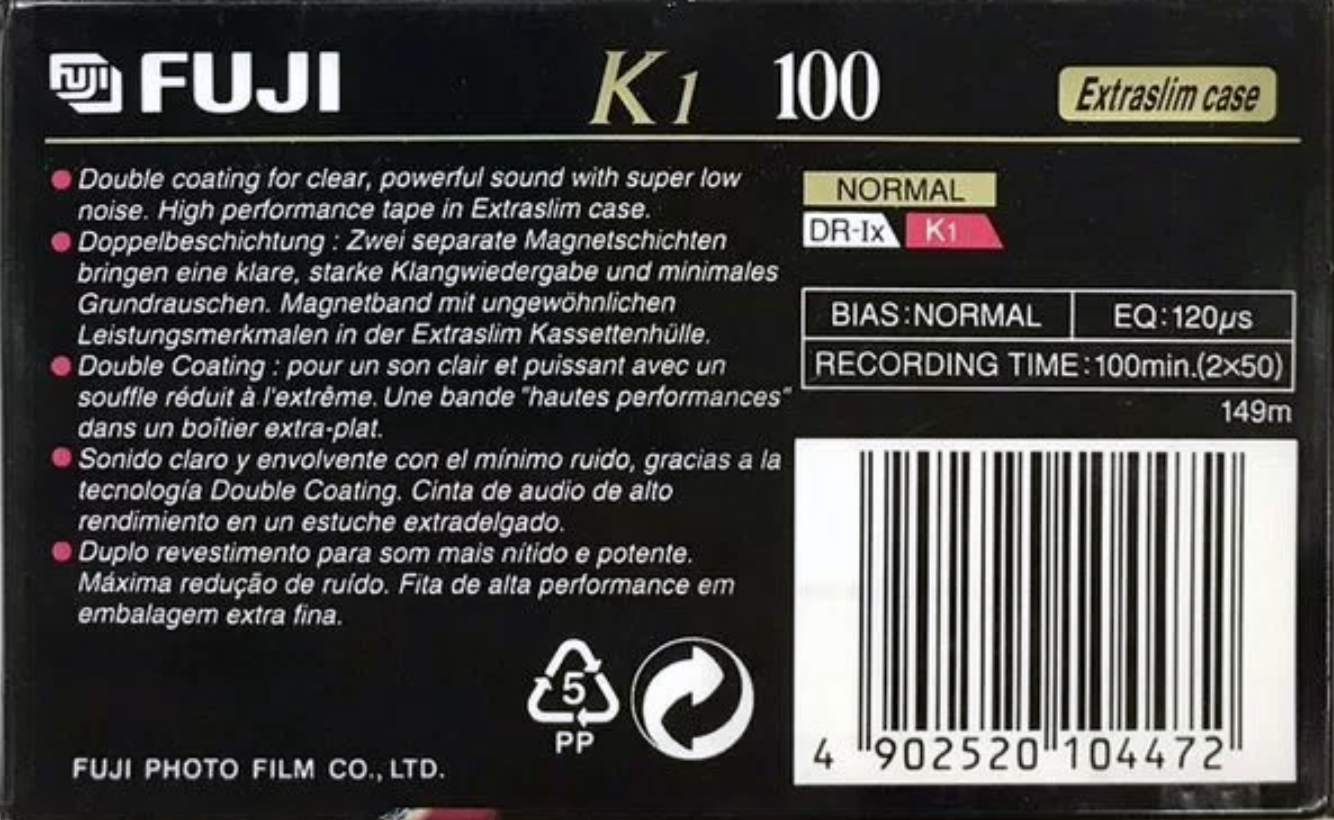 FUJI FUJI K1 100 Extraslim case
Double coating for clear, powerful sound with super low
noise. High performance tape in Extraslim case.
Doppelbeschichtung : Zwei separate Magnetschichten
bringen eine klare, starke Klangwiedergabe und minimales
Grundrauschen. Magnetband mit ungewöhnlichen
Leistungsmerkmalen in der Extraslim Kassettenhülle.
Double Coating : pour un son clair et puissant avec un
souffle réduit à l'extrême. Une bande "hautes performances"
dans un boîtier extra-plat.
Sonido claro y envolvente con el mínimo ruido, gracias a la
tecnología Double Coating. Cinta de audio de alto
rendimiento en un estuche extradelgado.
Duplo revestimento para som mais nítido e potente.
Máxima redução de ruído. Fita de alta performance em
embalagem extra fina.
NORMAL
DR-Ix K1
BIAS:NORMAL EQ:120µs
RECORDING TIME:100min.(2×50)
149m
5
PP
FUJI PHOTO FILM CO., LTD.
4 902520 104472